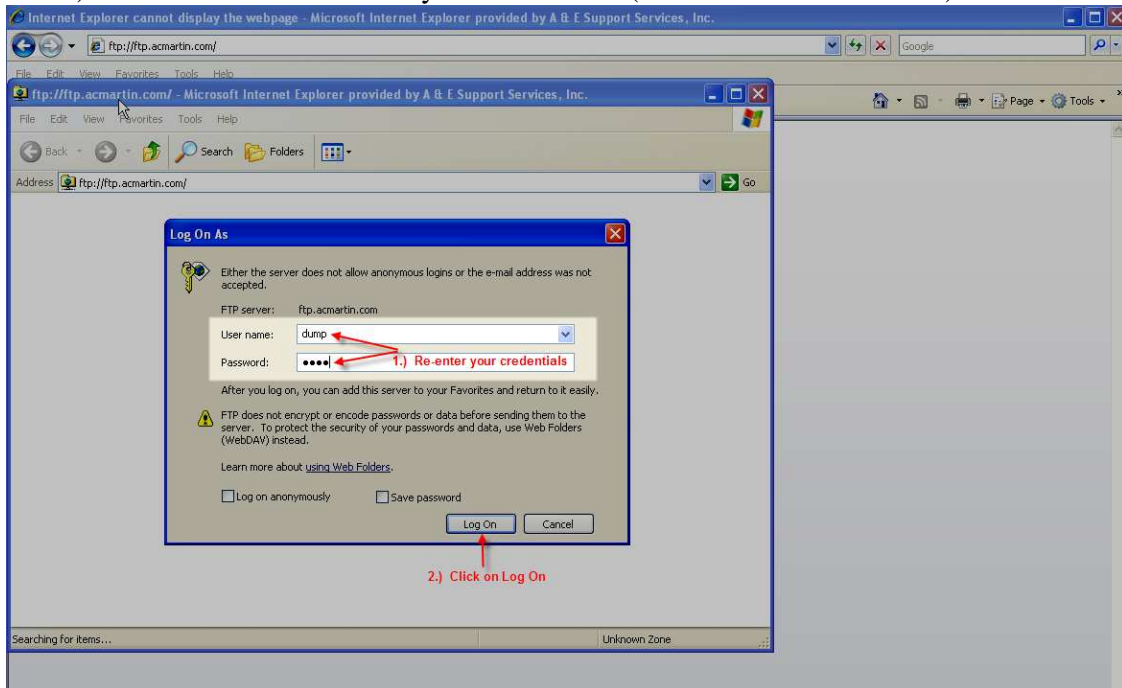 Internet Explorer cannot display the webpage - Microsoft Internet Explorer provided by A & E Support Services, Inc.
ftp://ftp.acmartin.com/
Google
File Edit View Favorites Tools Help
Page Tools
ftp://ftp.acmartin.com/ - Microsoft Internet Explorer provided by A & E Support Services, Inc.
File Edit View Favorites Tools Help
Back Search Folders
Address ftp://ftp.acmartin.com/ Go
Log On As
Either the server does not allow anonymous logins or the e-mail address was not
accepted.
FTP server: ftp.acmartin.com
User name: dump
Password: ●●●● 1.) Re-enter your credentials
After you log on, you can add this server to your Favorites and return to it easily.
FTP does not encrypt or encode passwords or data before sending them to the
server. To protect the security of your passwords and data, use Web Folders
(WebDAV) instead.
Learn more about using Web Folders.
Log on anonymously Save password
Log On Cancel
2.) Click on Log On
Searching for items... Unknown Zone